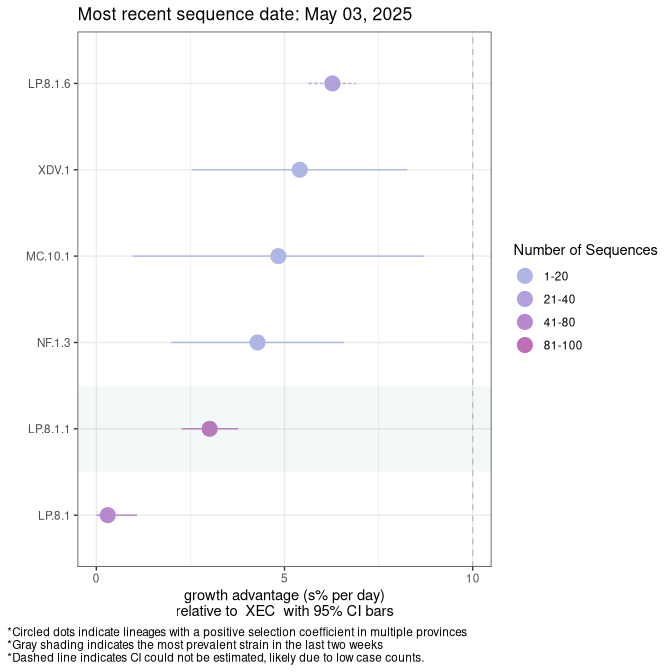 Most recent sequence date: May 03, 2025
LP.8.1.6
XDV.1
MC.10.1
NF.1.3
LP.8.1.1
LP.8.1
0 5 10
growth advantage (s% per day)
relative to XEC with 95% CI bars
Number of Sequences
1-20
21-40
41-80
81-100
*Circled dots indicate lineages with a positive selection coefficient in multiple provinces
*Gray shading indicates the most prevalent strain in the last two weeks
*Dashed line indicates CI could not be estimated, likely due to low case counts.